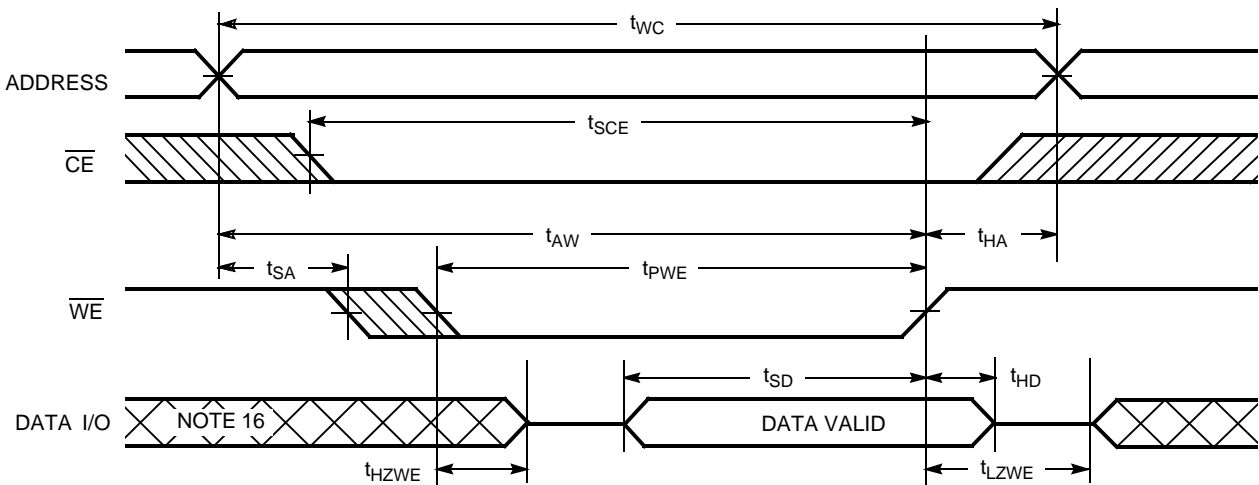 tWC
ADDRESS
tSCE
CE
tAW
tHA
tSA
tPWE
WE
tSD
tHD
DATA I/O
NOTE 16
DATA VALID
tHZWE
tLZWE